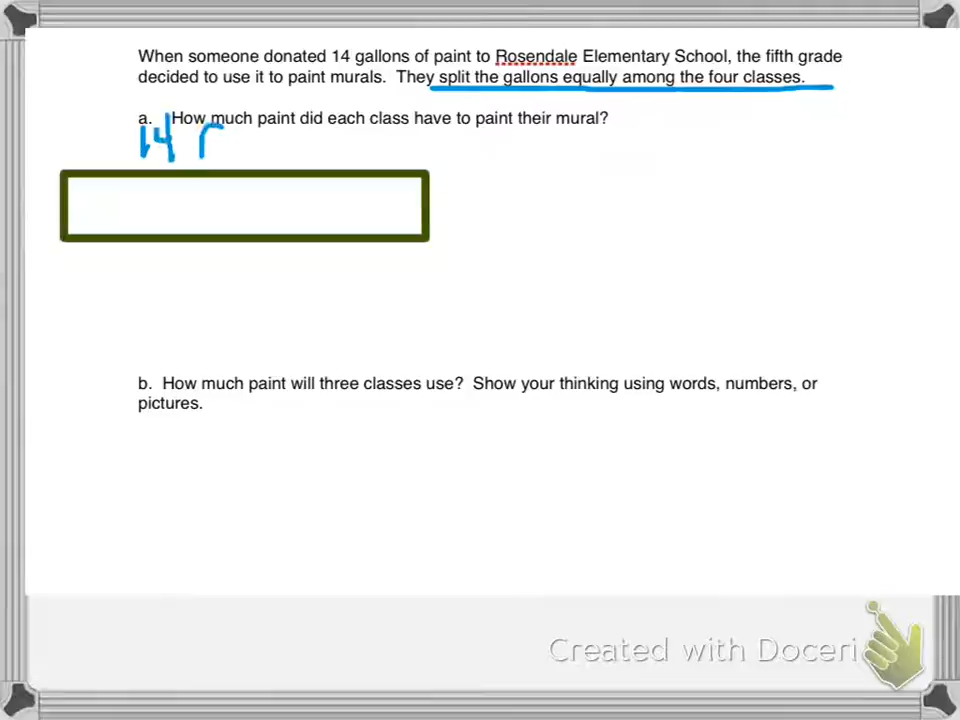 When someone donated 14 gallons of paint to Rosendale Elementary School, the fifth grade
decided to use it to paint murals. They split the gallons equally among the four classes.
a. How much paint did each class have to paint their mural?
14
b. How much paint will three classes use? Show your thinking using words, numbers, or
pictures.
Created with Doceri